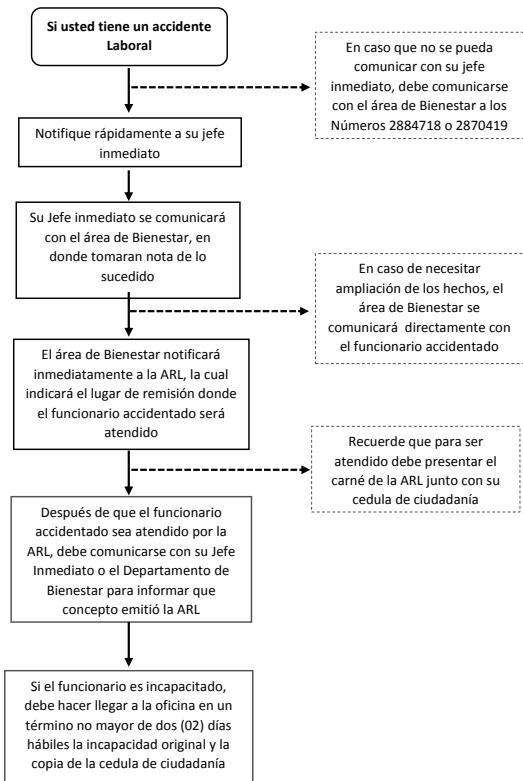 Si usted tiene un accidente
Laboral
En caso que no se pueda
comunicar con su jefe
inmediato, debe comunicarse
con el área de Bienestar a los
Números 2884718 o 2870419
Notifique rápidamente a su jefe
inmediato
Su Jefe inmediato se comunicará
con el área de Bienestar, en
donde tomaran nota de lo
sucedido
En caso de necesitar
ampliación de los hechos, el
área de Bienestar se
comunicará directamente con
el funcionario accidentado
El área de Bienestar notificará
inmediatamente a la ARL, la cual
indicará el lugar de remisión donde
el funcionario accidentado será
atendido
Recuerde que para ser
atendido debe presentar el
carné de la ARL junto con su
cedula de ciudadanía
Después de que el funcionario
accidentado sea atendido por la
ARL, debe comunicarse con su Jefe
Inmediato o el Departamento de
Bienestar para informar que
concepto emitió la ARL
Si el funcionario es incapacitado,
debe hacer llegar a la oficina en un
término no mayor de dos (02) días
hábiles la incapacidad original y la
copia de la cedula de ciudadanía